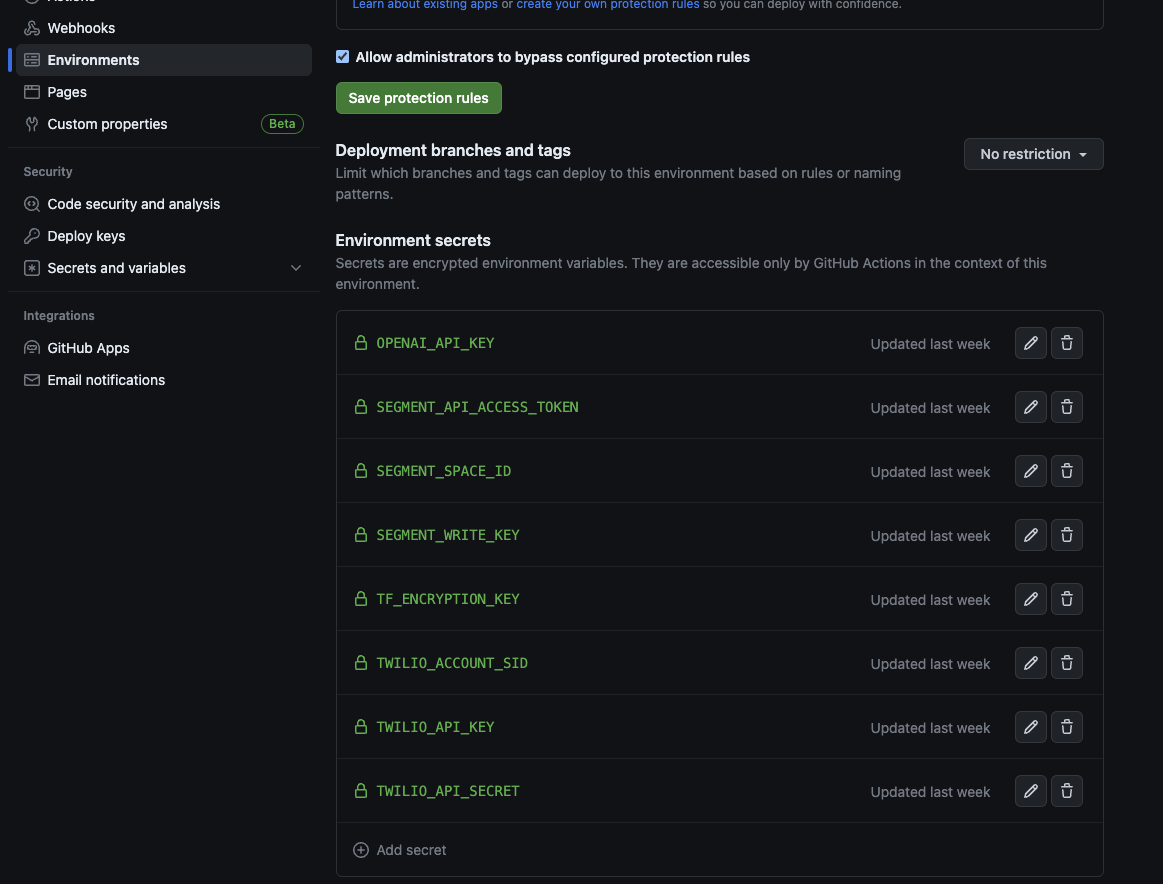 Actions
Learn about existing apps or create your own protection rules so you can deploy with confidence.
Webhooks
Environments
Pages
Custom properties Beta
Security
Code security and analysis
Deploy keys
Secrets and variables
Integrations
GitHub Apps
Email notifications
Allow administrators to bypass configured protection rules
Save protection rules
Deployment branches and tags
No restriction
Limit which branches and tags can deploy to this environment based on rules or naming
patterns.
Environment secrets
Secrets are encrypted environment variables. They are accessible only by GitHub Actions in the context of this
environment.
OPENAI_API_KEY Updated last week
SEGMENT_API_ACCESS_TOKEN Updated last week
SEGMENT_SPACE_ID Updated last week
SEGMENT_WRITE_KEY Updated last week
TF_ENCRYPTION_KEY Updated last week
TWILIO_ACCOUNT_SID Updated last week
TWILIO_API_KEY Updated last week
TWILIO_API_SECRET Updated last week
Add secret